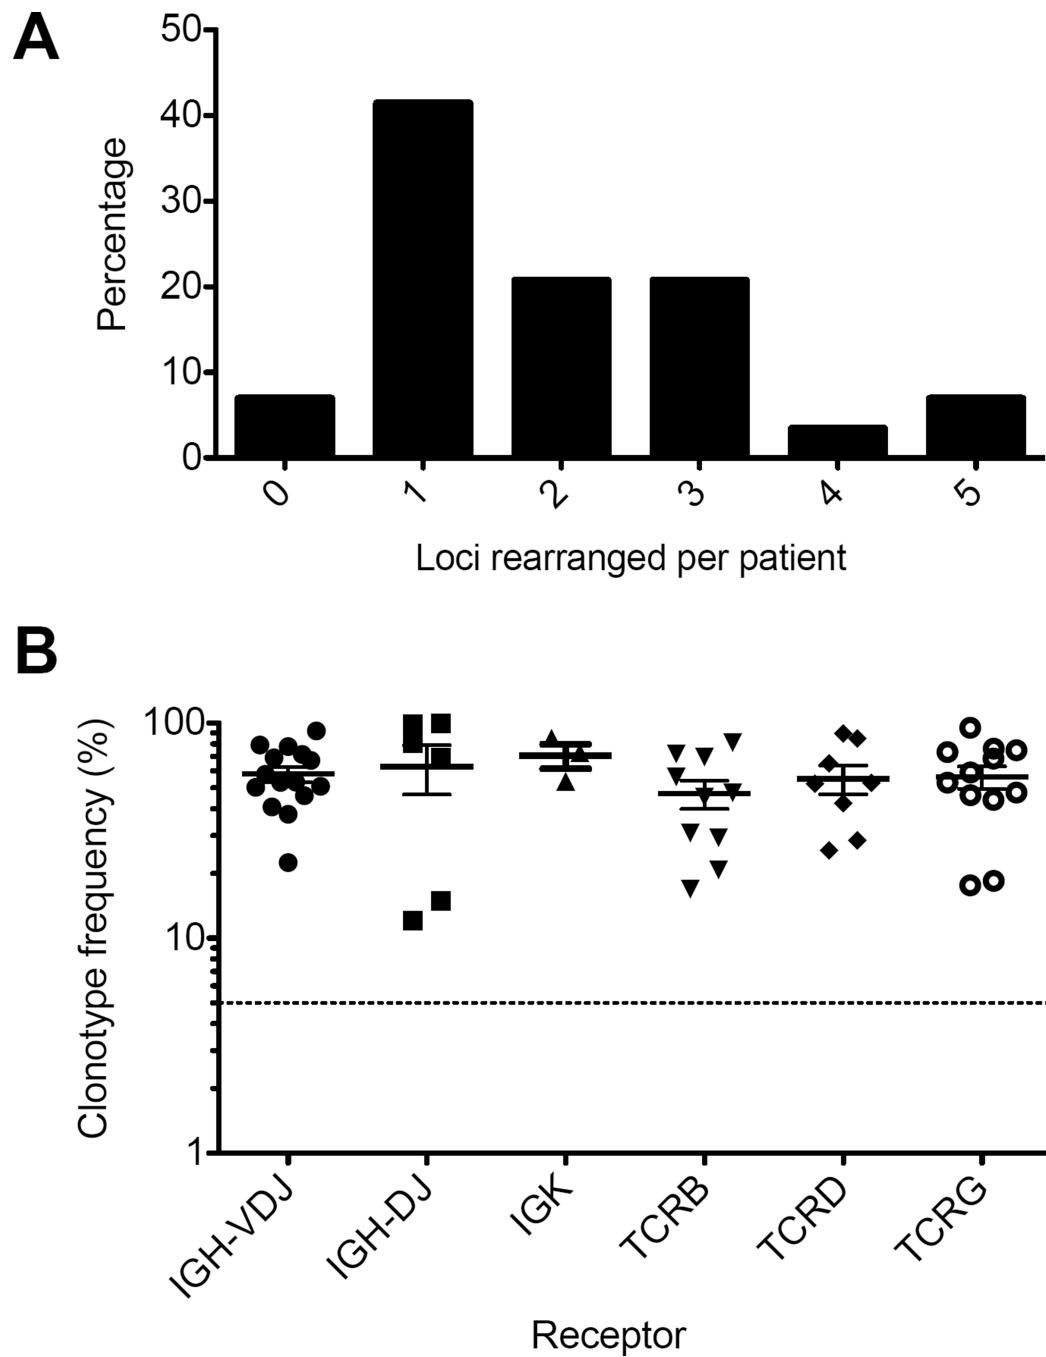 A
50
40
30
20
10
0
Percentage
0 1 2 3 4 5
Loci rearranged per patient
B
100
10
1
Clonotype frequency (%)
IGH-VDJ IGH-DJ IGK TCRB TCRD TCRG
Receptor